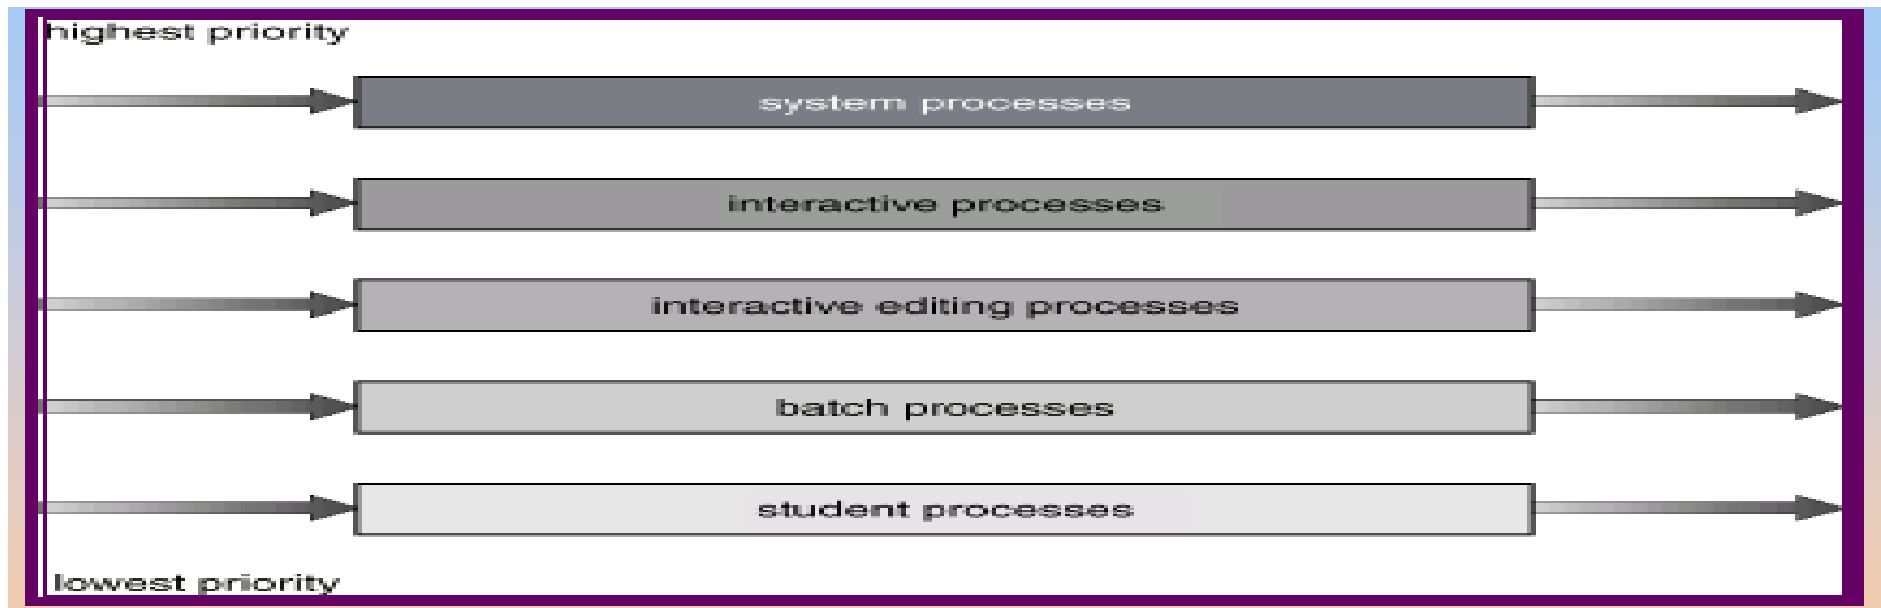 highest priority
system processes
interactive processes
interactive editing processes
batch processes
student processes
lowest priority